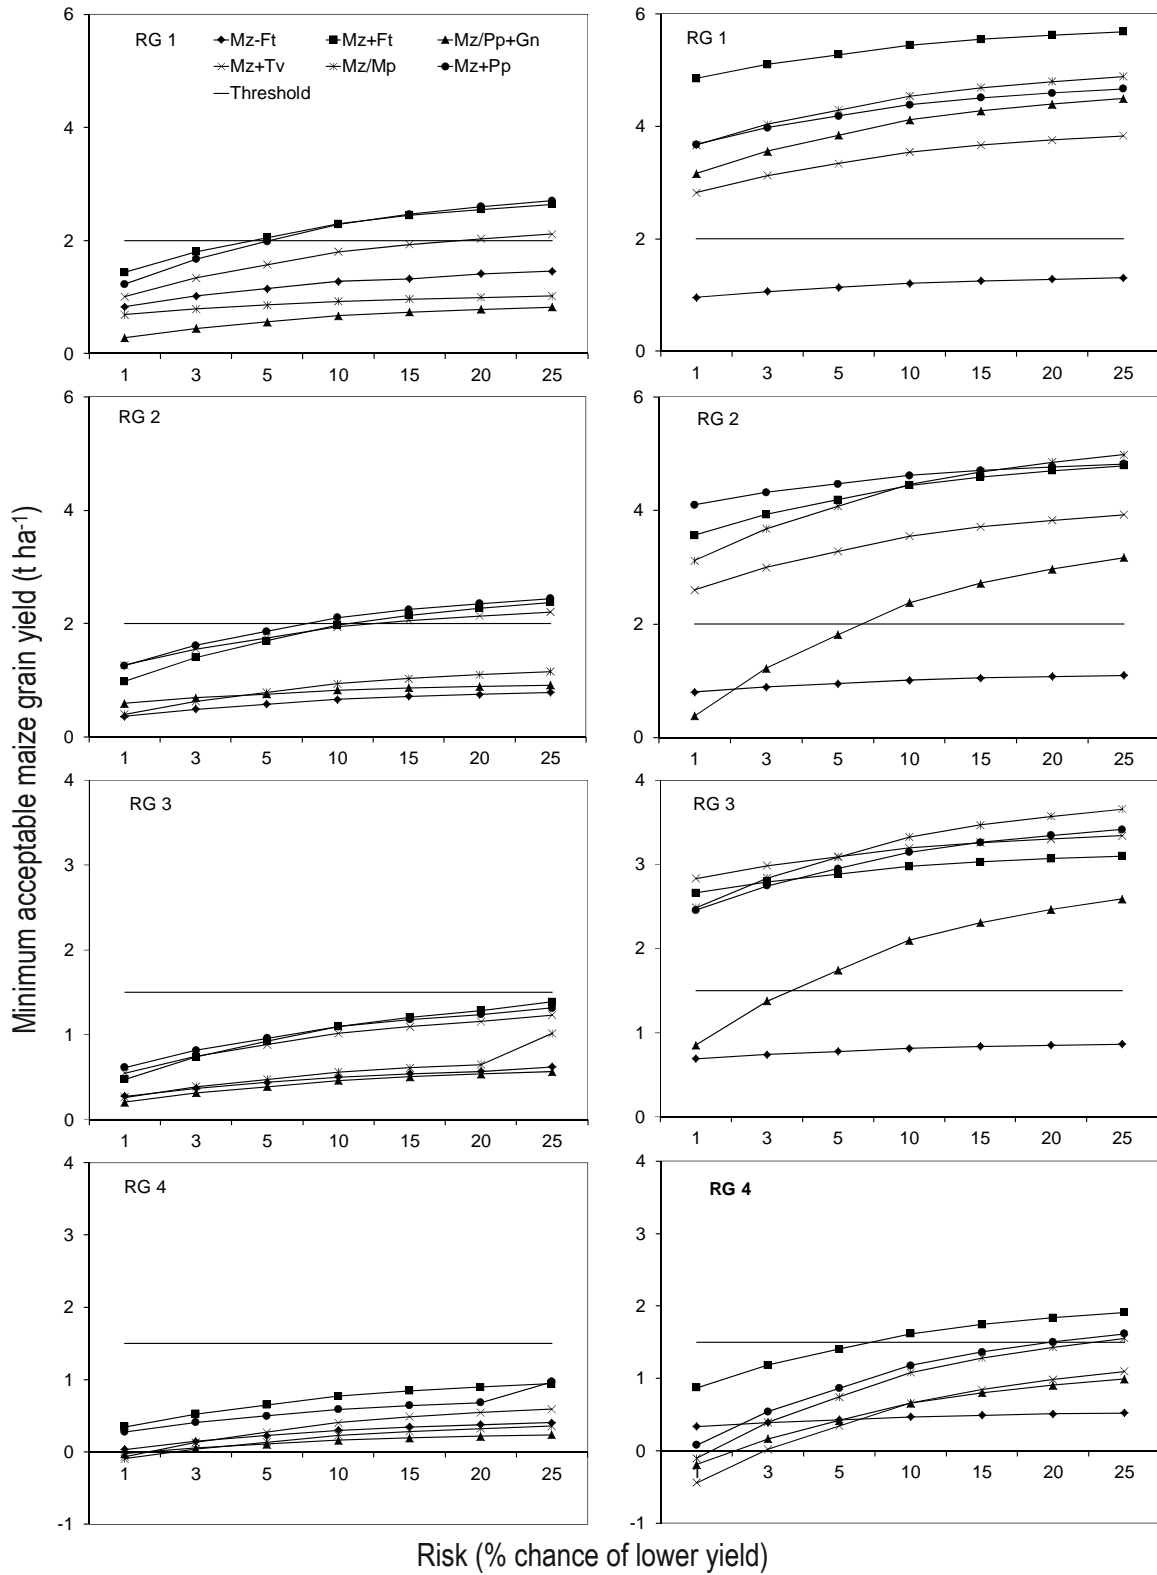 Minimum acceptable maize grain yield (t ha-1)
RG 1
Mz-Ft Mz+Ft Mz/Pp+Gn
Mz+Tv Mz/Mp Mz+Pp
Threshold
6
4
2
0
1 3 5 10 15 20 25
RG 1
6
4
2
0
1 3 5 10 15 20 25
RG 2
6
4
2
0
1 3 5 10 15 20 25
RG 2
6
4
2
0
1 3 5 10 15 20 25
RG 3
4
3
2
1
0
1 3 5 10 15 20 25
RG 3
4
3
2
1
0
1 3 5 10 15 20 25
RG 4
4
3
2
1
0
-1
1 3 5 10 15 20 25
RG 4
4
3
2
1
0
-1
1 3 5 10 15 20 25
Risk (% chance of lower yield)